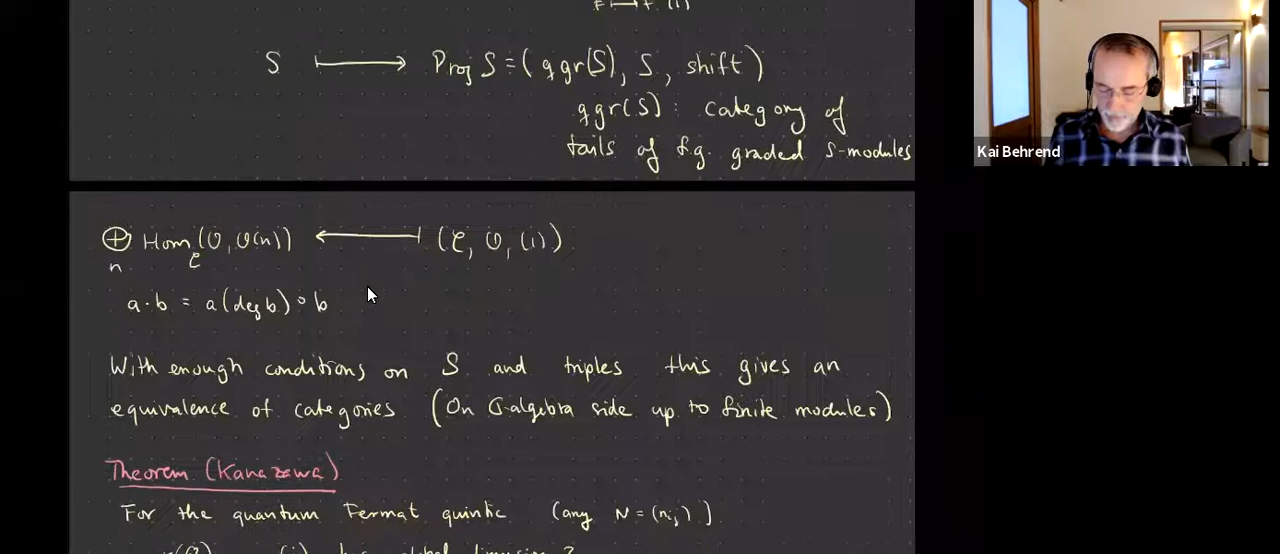 S ⟼ Proj S = (qgr(S), S, shift)
qgr(S): category of
tails of f.g. graded S-modules
Kai Behrend
⊕ Hom (O, O(n)) ⟻ (C, O, (1))
n C
a·b = a(deg b)∘b
With enough conditions on S and triples this gives an
equivalence of categories (On G-algebra side up to finite modules)
Theorem (Kanazawa)
For the quantum Fermat quintic (any N = (nij))